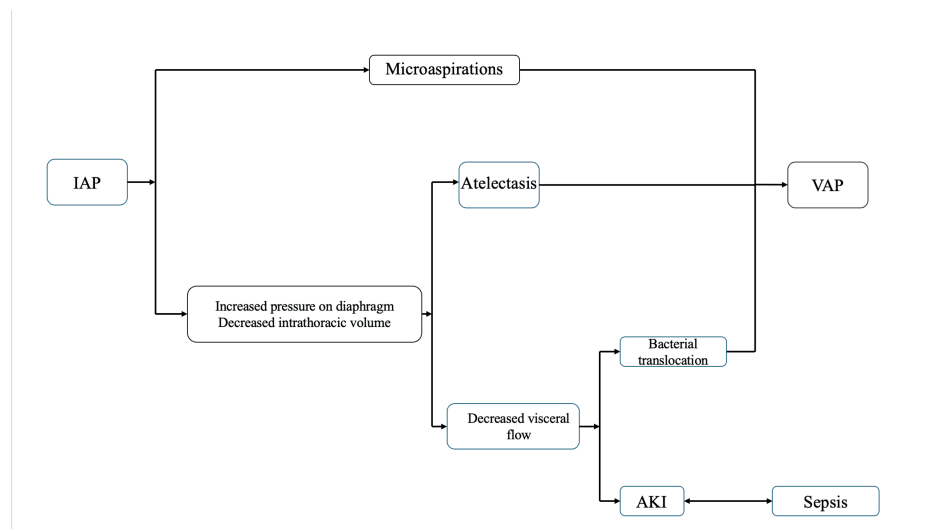 Microaspirations
IAP
Atelectasis
VAP
Increased pressure on diaphragm
Decreased intrathoracic volume
Bacterial
translocation
Decreased visceral
flow
AKI
Sepsis